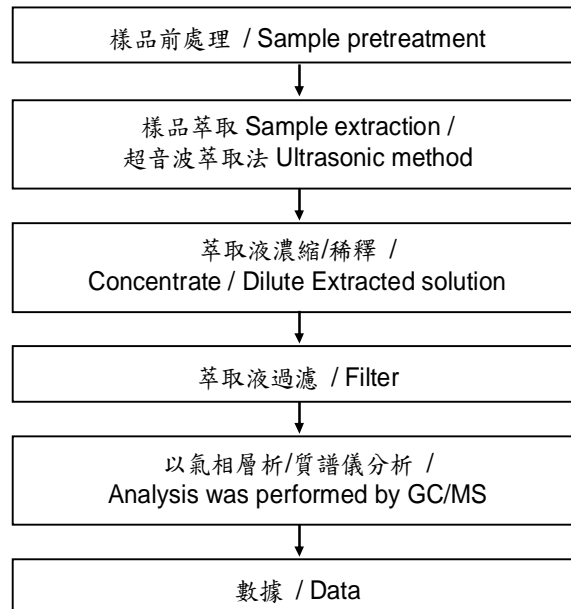 樣品前處理 / Sample pretreatment
樣品萃取 Sample extraction /
超音波萃取法 Ultrasonic method
萃取液濃縮/稀釋 /
Concentrate / Dilute Extracted solution
萃取液過濾 / Filter
以氣相層析/質譜儀分析 /
Analysis was performed by GC/MS
數據 / Data